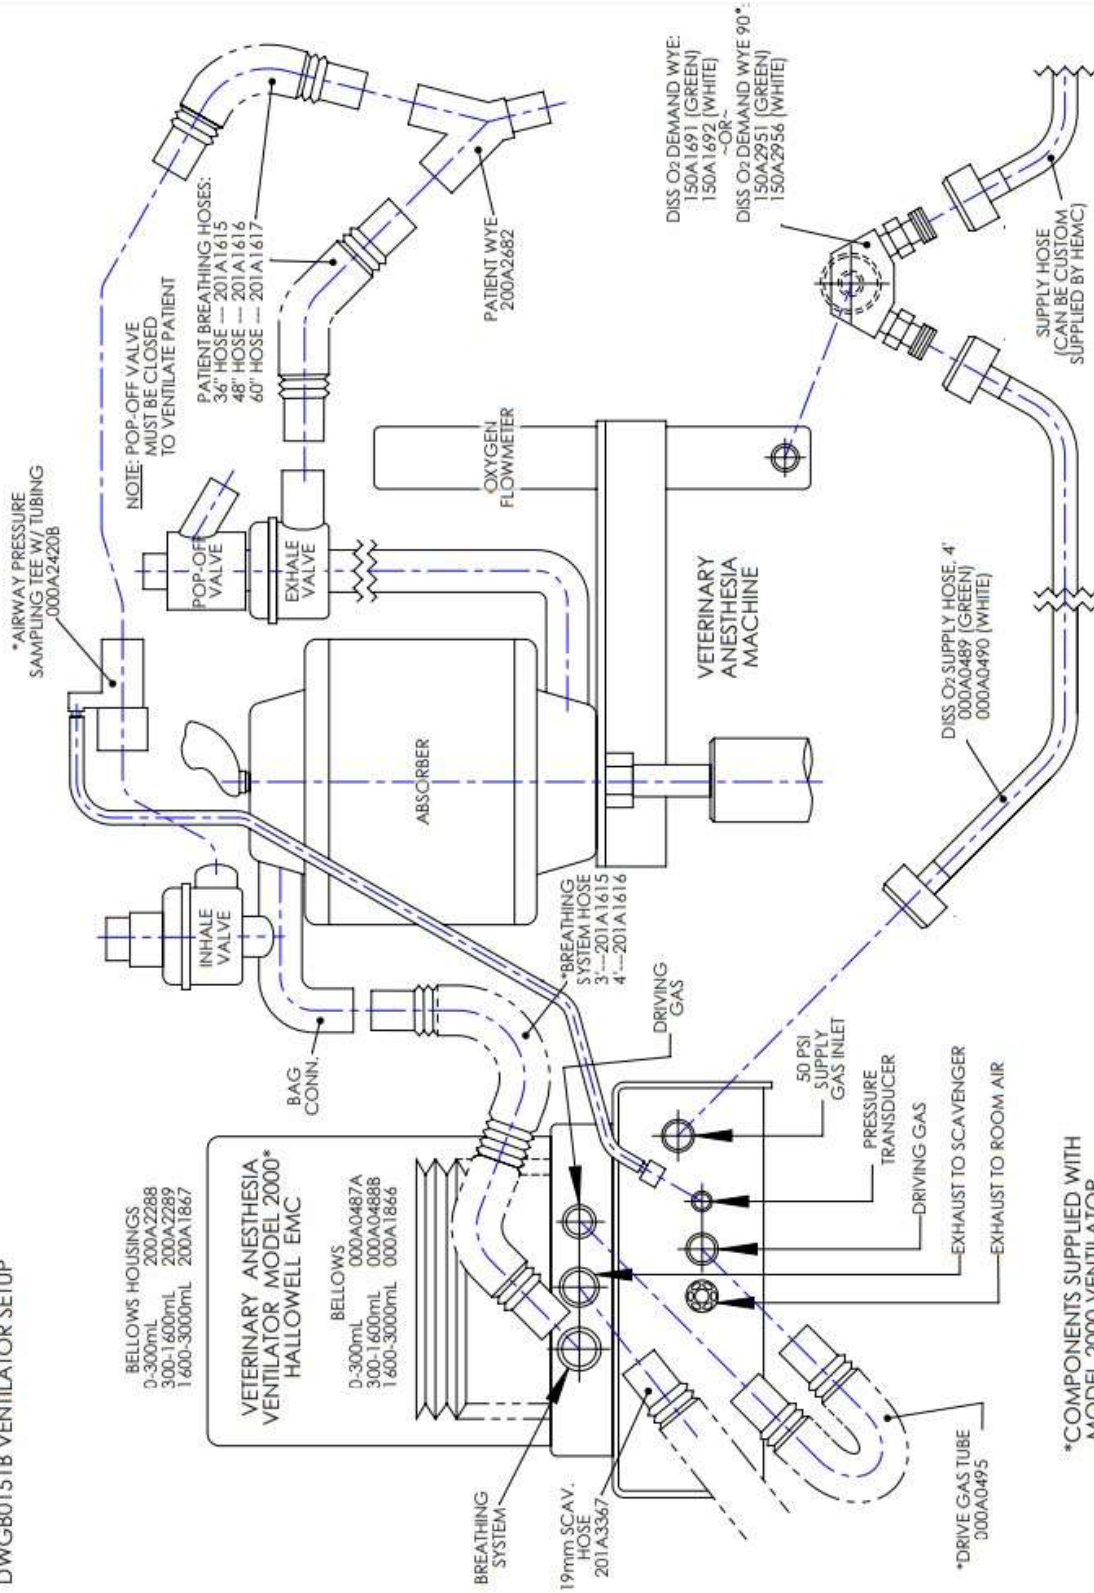 DWGB0151B VENTILATOR SETUP
*AIRWAY PRESSURE
SAMPLING TEE W/ TUBING
000A2420B
NOTE: POP-OFF VALVE
MUST BE CLOSED
TO VENTILATE PATIENT
PATIENT BREATHING HOSES:
36" HOSE --- 201A1615
48" HOSE --- 201A1616
60" HOSE --- 201A1617
BELLOWS HOUSINGS
0-300mL 200A2288
300-1600mL 200A2289
1600-3000mL 200A1867
VETERINARY ANESTHESIA
VENTILATOR MODEL 2000*
HALLOWELL EMC
BELLOWS
0-300mL 000A0487A
300-1600mL 000A0488B
1600-3000mL 000A1866
BAG
CONN.
INHALE
VALVE
POP-OFF
VALVE
EXHALE
VALVE
ABSORBER
PATIENT WYE
200A2682
OXYGEN
FLOWMETER
BREATHING
SYSTEM
19mm SCAV.
HOSE
201A3367
*BREATHING
SYSTEM HOSE
3'---201A1615
4'---201A1616
DRIVING
GAS
VETERINARY
ANESTHESIA
MACHINE
DISS O2 DEMAND WYE:
150A1691 (GREEN)
150A1692 (WHITE)
~OR~
DISS O2 DEMAND WYE 90°:
150A2951 (GREEN)
150A2956 (WHITE)
50 PSI
SUPPLY
GAS INLET
PRESSURE
TRANSDUCER
DRIVING GAS
EXHAUST TO SCAVENGER
EXHAUST TO ROOM AIR
*DRIVE GAS TUBE
000A0495
DISS O2 SUPPLY HOSE, 4'
000A0489 (GREEN)
000A0490 (WHITE)
SUPPLY HOSE
(CAN BE CUSTOM
SUPPLIED BY HEMC)
*COMPONENTS SUPPLIED WITH
MODEL 2000 VENTILATOR